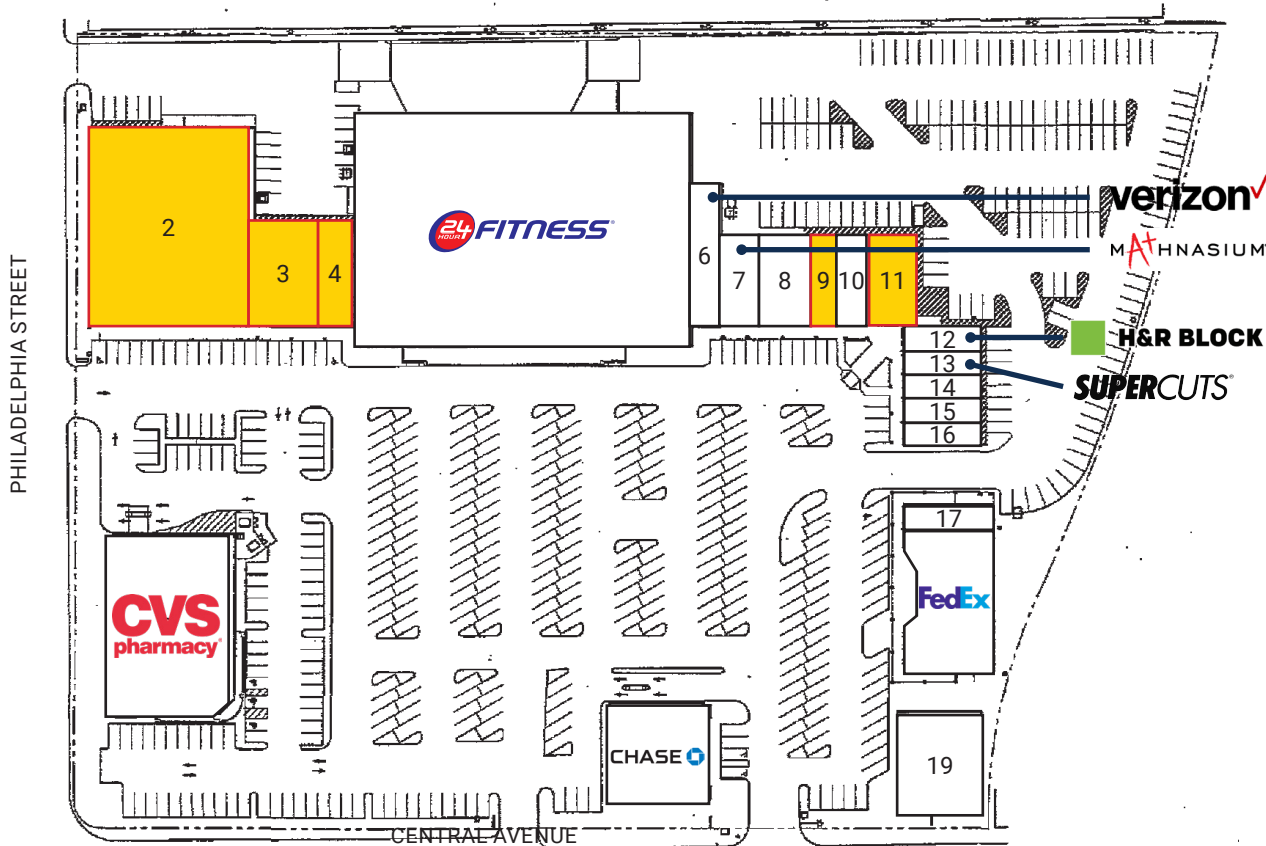 verizon
2
24
HOUR
FITNESS
MATHNASIUM
6
3
4
7
8
9
10
11
PHILADELPHIA STREET
12
H&R BLOCK
13
SUPERCUTS
14
15
16
17
CVS
pharmacy
FedEx
CHASE
19
CENTRAL AVENUE